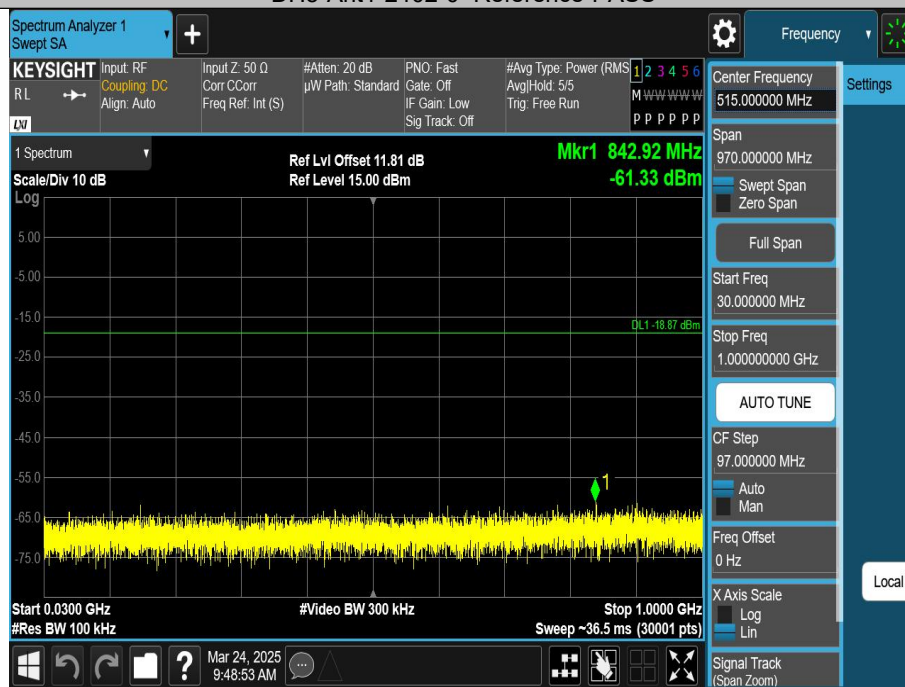 Spectrum Analyzer 1
Swept SA
Frequency
KEYSIGHT
RL
LXI
Input: RF
Coupling: DC
Align: Auto
Input Z: 50 Ω
Corr CCorr
Freq Ref: Int (S)
#Atten: 20 dB
µW Path: Standard
PNO: Fast
Gate: Off
IF Gain: Low
Sig Track: Off
#Avg Type: Power (RMS
Avg|Hold: 5/5
Trig: Free Run
1 2 3 4 5 6
M W W W W W
P P P P P P
Center Frequency
515.000000 MHz
Settings
Span
970.000000 MHz
Swept Span
Zero Span
Full Span
Start Freq
30.000000 MHz
Stop Freq
1.000000000 GHz
AUTO TUNE
CF Step
97.000000 MHz
Auto
Man
Freq Offset
0 Hz
Local
X Axis Scale
Log
Lin
Signal Track
(Span Zoom)
1 Spectrum
Scale/Div 10 dB
Ref Lvl Offset 11.81 dB
Ref Level 15.00 dBm
Mkr1 842.92 MHz
-61.33 dBm
Log
5.00
-5.00
-15.0
DL1 -18.87 dBm
-25.0
-35.0
-45.0
-55.0
1
-65.0
-75.0
Start 0.0300 GHz
#Video BW 300 kHz
Stop 1.0000 GHz
#Res BW 100 kHz
Sweep ~36.5 ms (30001 pts)
?
Mar 24, 2025
9:48:53 AM